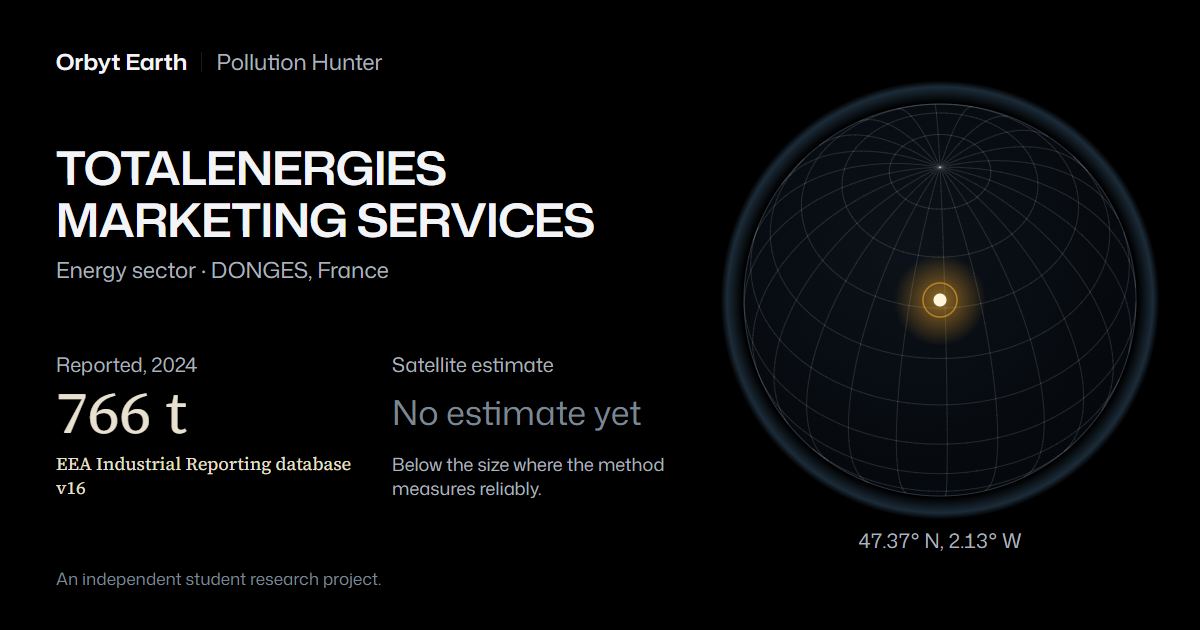 Orbyt Earth | Pollution Hunter
TOTALENERGIES
MARKETING SERVICES
Energy sector · DONGES, France
Reported, 2024
766 t
EEA Industrial Reporting database
v16
Satellite estimate
No estimate yet
Below the size where the method
measures reliably.
47.37° N, 2.13° W
An independent student research project.